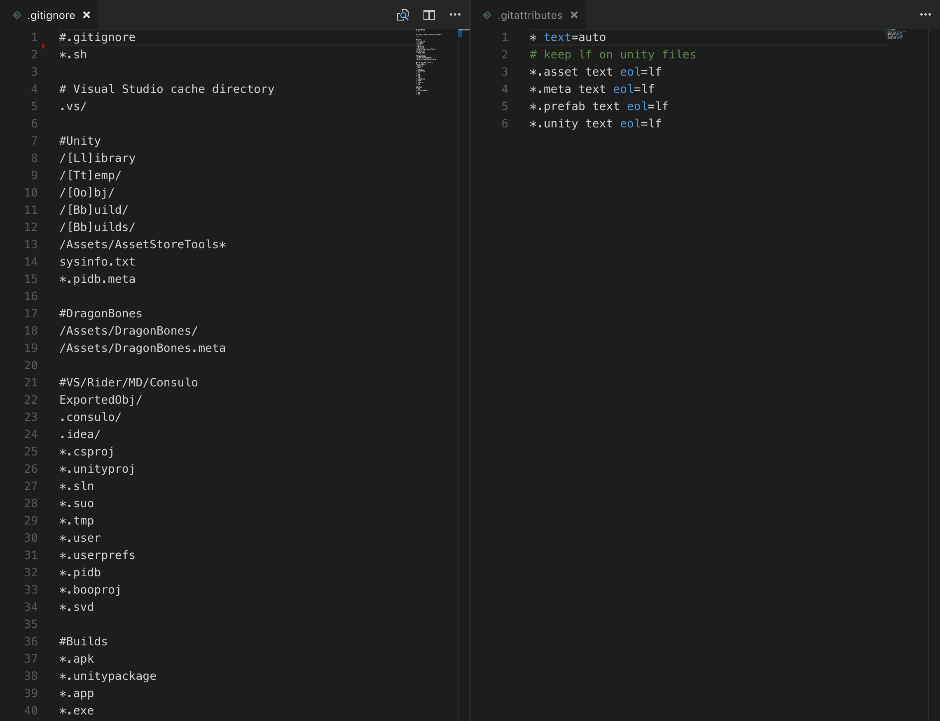 .gitignore
1 #.gitignore
2 *.sh
3
4 # Visual Studio cache directory
5 .vs/
6
7 #Unity
8 /[Ll]ibrary
9 /[Tt]emp/
10 /[Oo]bj/
11 /[Bb]uild/
12 /[Bb]uilds/
13 /Assets/AssetStoreTools*
14 sysinfo.txt
15 *.pidb.meta
16
17 #DragonBones
18 /Assets/DragonBones/
19 /Assets/DragonBones.meta
20
21 #VS/Rider/MD/Consulo
22 ExportedObj/
23 .consulo/
24 .idea/
25 *.csproj
26 *.unityproj
27 *.sln
28 *.suo
29 *.tmp
30 *.user
31 *.userprefs
32 *.pidb
33 *.booproj
34 *.svd
35
36 #Builds
37 *.apk
38 *.unitypackage
39 *.app
40 *.exe
.gitattributes
1 * text=auto
2 # keep lf on unity files
3 *.asset text eol=lf
4 *.meta text eol=lf
5 *.prefab text eol=lf
6 *.unity text eol=lf